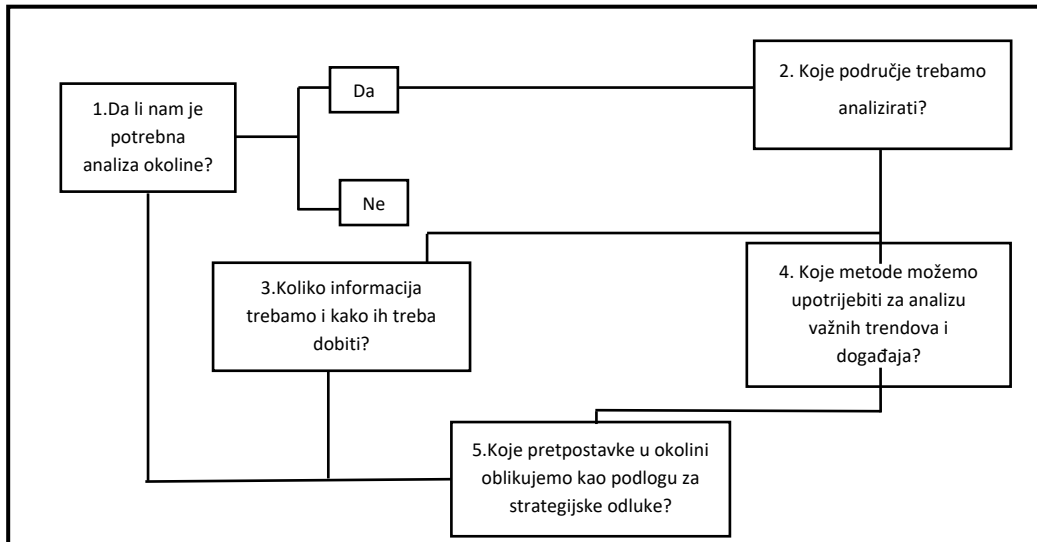 1.Da li nam je
potrebna
analiza okoline?
Da
Ne
2. Koje područje trebamo
analizirati?
3.Koliko informacija
trebamo i kako ih treba
dobiti?
4. Koje metode možemo
upotrijebiti za analizu
važnih trendova i
događaja?
5.Koje pretpostavke u okolini
oblikujemo kao podlogu za
strategijske odluke?